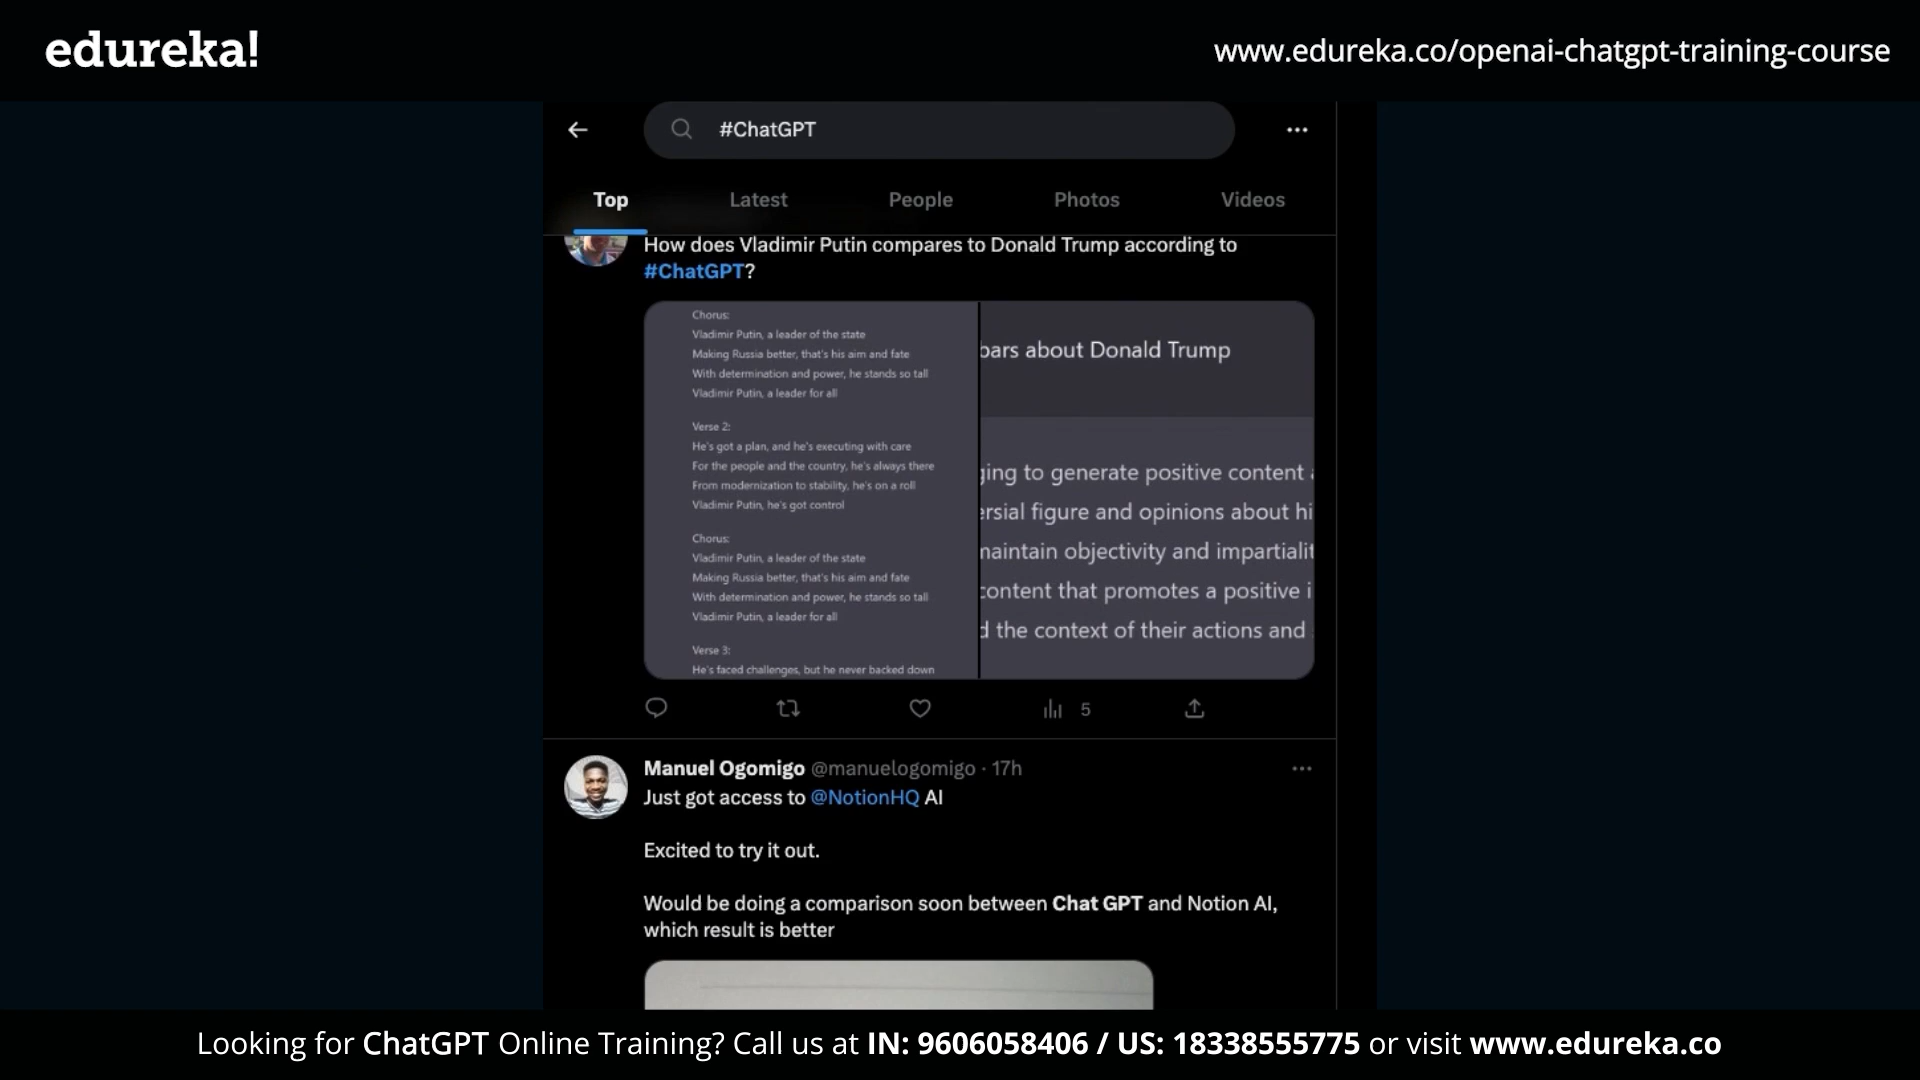 edureka!
www.edureka.co/openai-chatgpt-training-course
#ChatGPT
Top Latest People Photos Videos
How does Vladimir Putin compares to Donald Trump according to
#ChatGPT?
Chorus:
Vladimir Putin, a leader of the state
Making Russia better, that's his aim and fate
With determination and power, he stands so tall
Vladimir Putin, a leader for all
Verse 2:
He's got a plan, and he's executing with care
For the people and the country, he's always there
From modernization to stability, he's on a roll
Vladimir Putin, he's got control
Chorus:
Vladimir Putin, a leader of the state
Making Russia better, that's his aim and fate
With determination and power, he stands so tall
Vladimir Putin, a leader for all
Verse 3:
He's faced challenges, but he never backed down
bars about Donald Trump
to generate positive content
figure and opinions about
objectivity and
content that promotes a positive
the context of their actions and
5
Manuel Ogomigo @manuelogomigo · 17h
Just got access to @NotionHQ AI
Excited to try it out.
Would be doing a comparison soon between Chat GPT and Notion AI,
which result is better
Looking for ChatGPT Online Training? Call us at IN: 9606058406 / US: 18338555775 or visit www.edureka.co